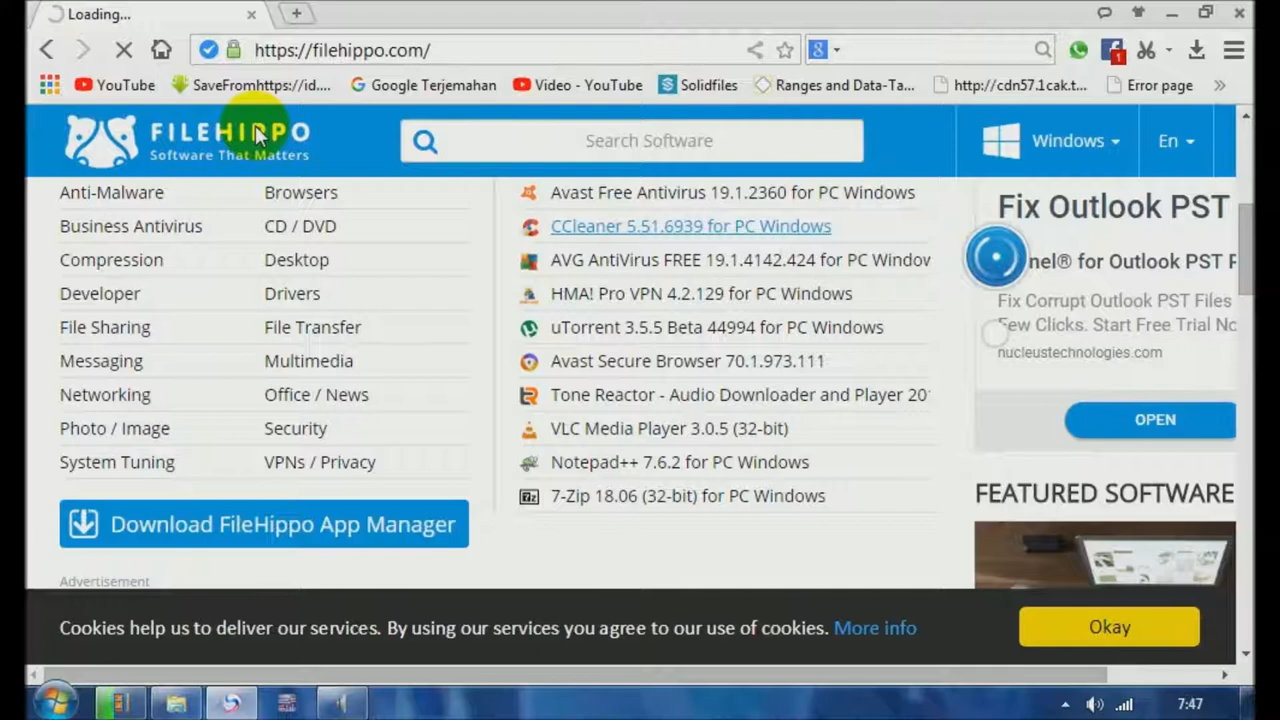 Loading...
https://filehippo.com/
YouTube
SaveFromhttps://id....
Google Terjemahan
Video - YouTube
Solidfiles
Ranges and Data-Ta...
http://cdn57.1cak.t...
Error page
FILEHIPPO
Software That Matters
Search Software
Windows
En
Anti-Malware
Browsers
Business Antivirus
CD / DVD
Compression
Desktop
Developer
Drivers
File Sharing
File Transfer
Messaging
Multimedia
Networking
Office / News
Photo / Image
Security
System Tuning
VPNs / Privacy
Download FileHippo App Manager
Advertisement
Avast Free Antivirus 19.1.2360 for PC Windows
CCleaner 5.51.6939 for PC Windows
AVG AntiVirus FREE 19.1.4142.424 for PC Window
HMA! Pro VPN 4.2.129 for PC Windows
uTorrent 3.5.5 Beta 44994 for PC Windows
Avast Secure Browser 70.1.973.111
Tone Reactor - Audio Downloader and Player 20
VLC Media Player 3.0.5 (32-bit)
Notepad++ 7.6.2 for PC Windows
7-Zip 18.06 (32-bit) for PC Windows
Fix Outlook PST
nel® for Outlook PST
Fix Corrupt Outlook PST Files
Few Clicks. Start Free Trial
nucleustechnologies.com
OPEN
FEATURED SOFTWARE
Cookies help us to deliver our services. By using our services you agree to our use of cookies. More info
Okay
7:47